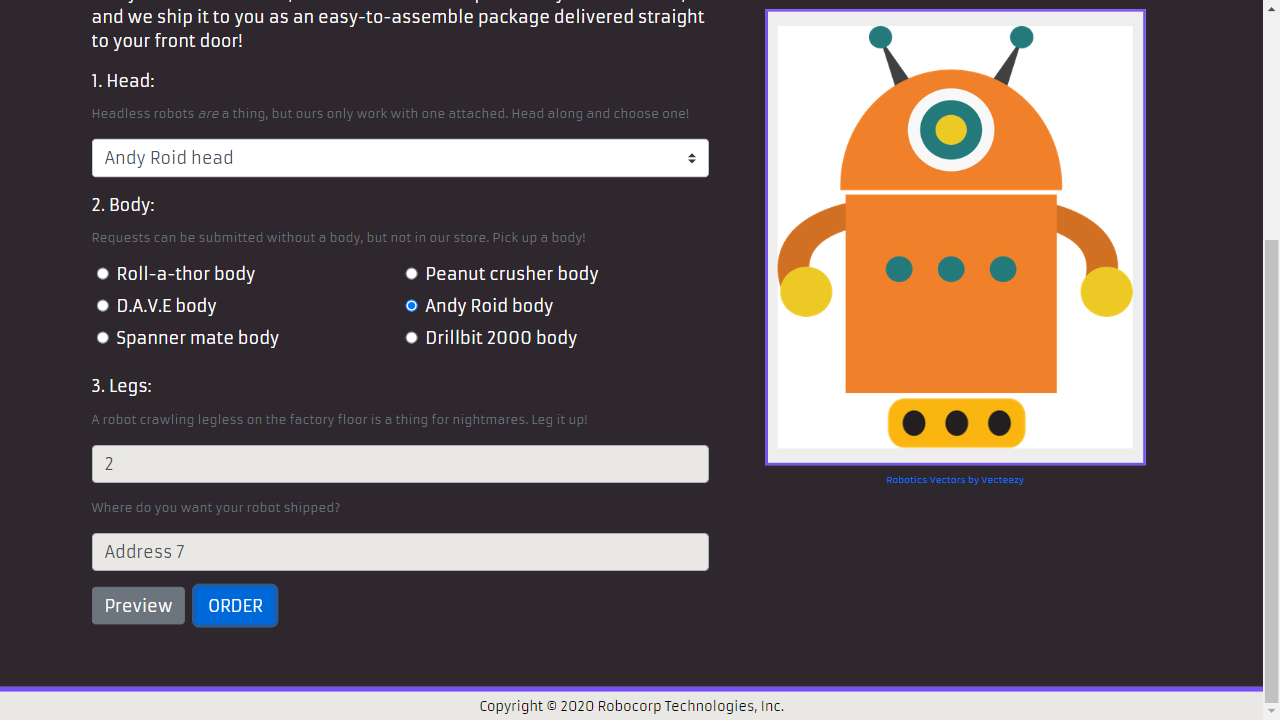 and we ship it to you as an easy-to-assemble package delivered straight
to your front door!
1. Head:
Headless robots are a thing, but ours only work with one attached. Head along and choose one!
Andy Roid head
2. Body:
Requests can be submitted without a body, but not in our store. Pick up a body!
Roll-a-thor body
Peanut crusher body
D.A.V.E body
Andy Roid body
Spanner mate body
Drillbit 2000 body
3. Legs:
A robot crawling legless on the factory floor is a thing for nightmares. Leg it up!
2
Where do you want your robot shipped?
Address 7
Preview
ORDER
Robotics Vectors by Vecteezy
Copyright © 2020 Robocorp Technologies, Inc.